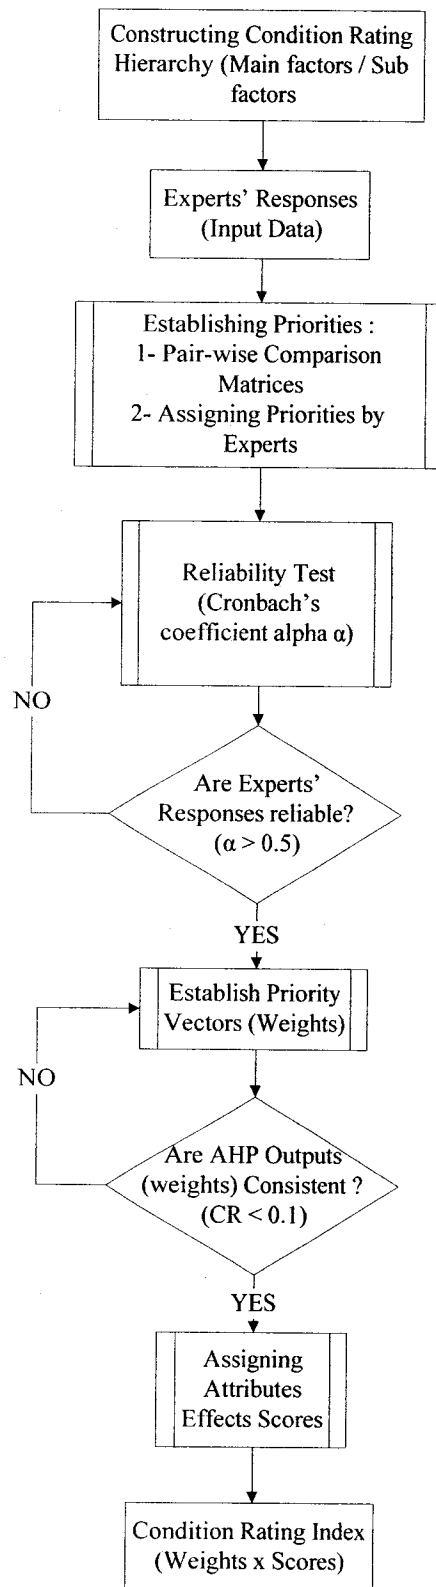 Constructing Condition Rating
Hierarchy (Main factors / Sub
factors
Experts' Responses
(Input Data)
Establishing Priorities :
1- Pair-wise Comparison
Matrices
2- Assigning Priorities by
Experts
Reliability Test
(Cronbach's
coefficient alpha α)
NO
Are Experts'
Responses reliable?
(α > 0.5)
YES
Establish Priority
Vectors (Weights)
NO
Are AHP Outputs
(weights) Consistent ?
(CR < 0.1)
YES
Assigning
Attributes
Effects Scores
Condition Rating Index
(Weights x Scores)